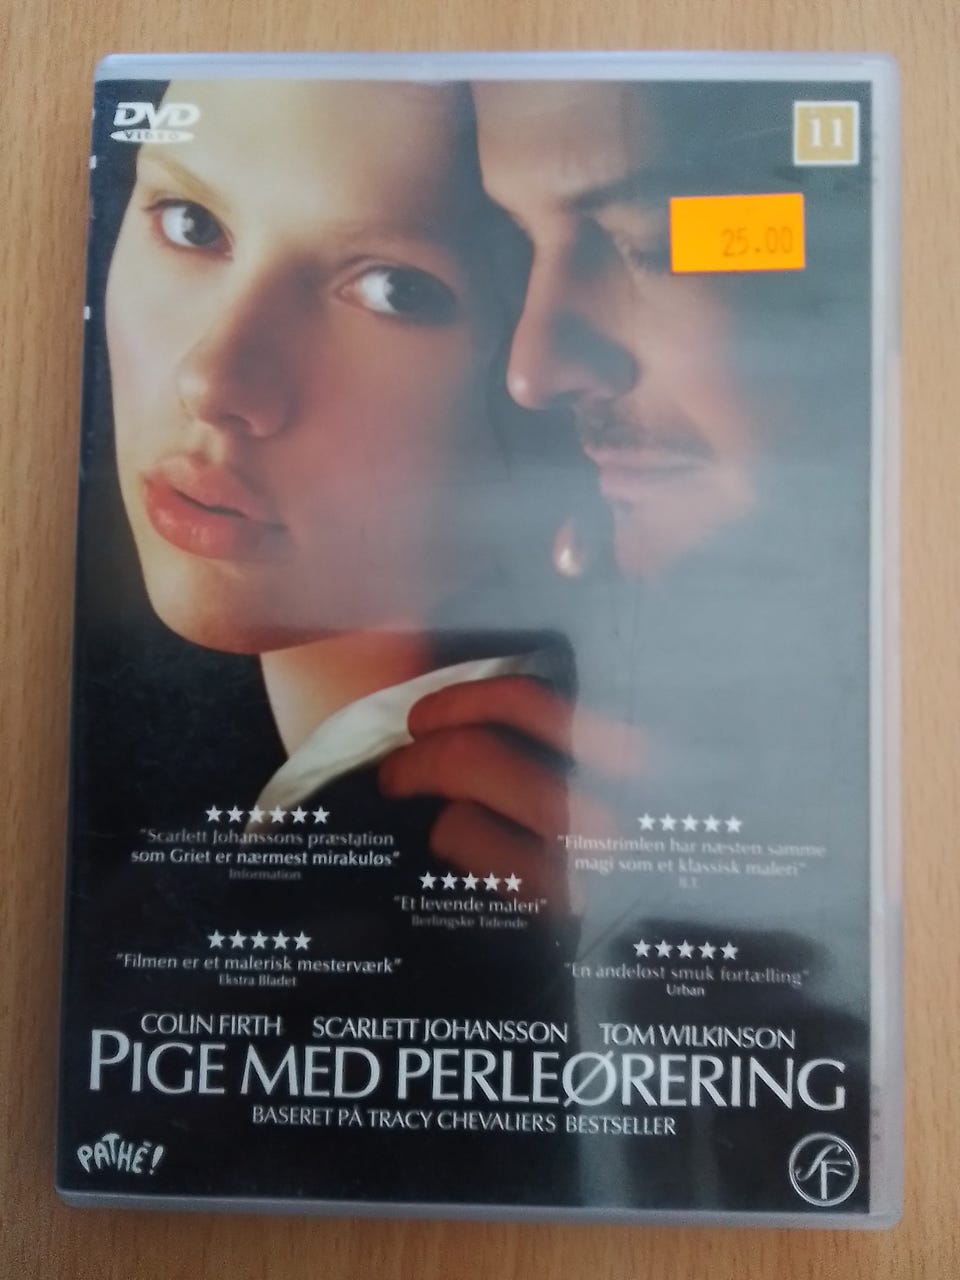 DVD
VIDEO
11
25.00
★★★★★★
"Scarlett Johanssons præstation
som Griet er nærmest mirakuløs"
Information
★★★★★
"Filmstrimlen har næsten samme
magi som et klassisk maleri"
B.T.
★★★★★
"Et levende maleri"
Berlingske Tidende
★★★★★
"Filmen er et malerisk mesterværk"
Ekstra Bladet
★★★★★
"En åndeløst smuk fortælling"
Urban
COLIN FIRTH SCARLETT JOHANSSON TOM WILKINSON
PIGE MED PERLEØRERING
BASERET PÅ TRACY CHEVALIERS BESTSELLER
PATHÉ!
SF